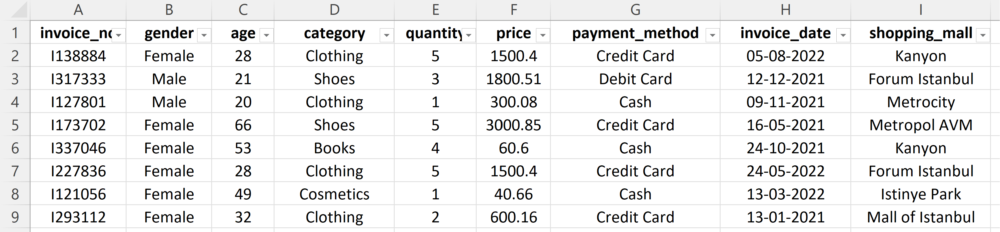 A B C D E F G H I
1 invoice_no gender age category quantity price payment_method invoice_date shopping_mall
2 I138884 Female 28 Clothing 5 1500.4 Credit Card 05-08-2022 Kanyon
3 I317333 Male 21 Shoes 3 1800.51 Debit Card 12-12-2021 Forum Istanbul
4 I127801 Male 20 Clothing 1 300.08 Cash 09-11-2021 Metrocity
5 I173702 Female 66 Shoes 5 3000.85 Credit Card 16-05-2021 Metropol AVM
6 I337046 Female 53 Books 4 60.6 Cash 24-10-2021 Kanyon
7 I227836 Female 28 Clothing 5 1500.4 Credit Card 24-05-2022 Forum Istanbul
8 I121056 Female 49 Cosmetics 1 40.66 Cash 13-03-2022 Istinye Park
9 I293112 Female 32 Clothing 2 600.16 Credit Card 13-01-2021 Mall of Istanbul